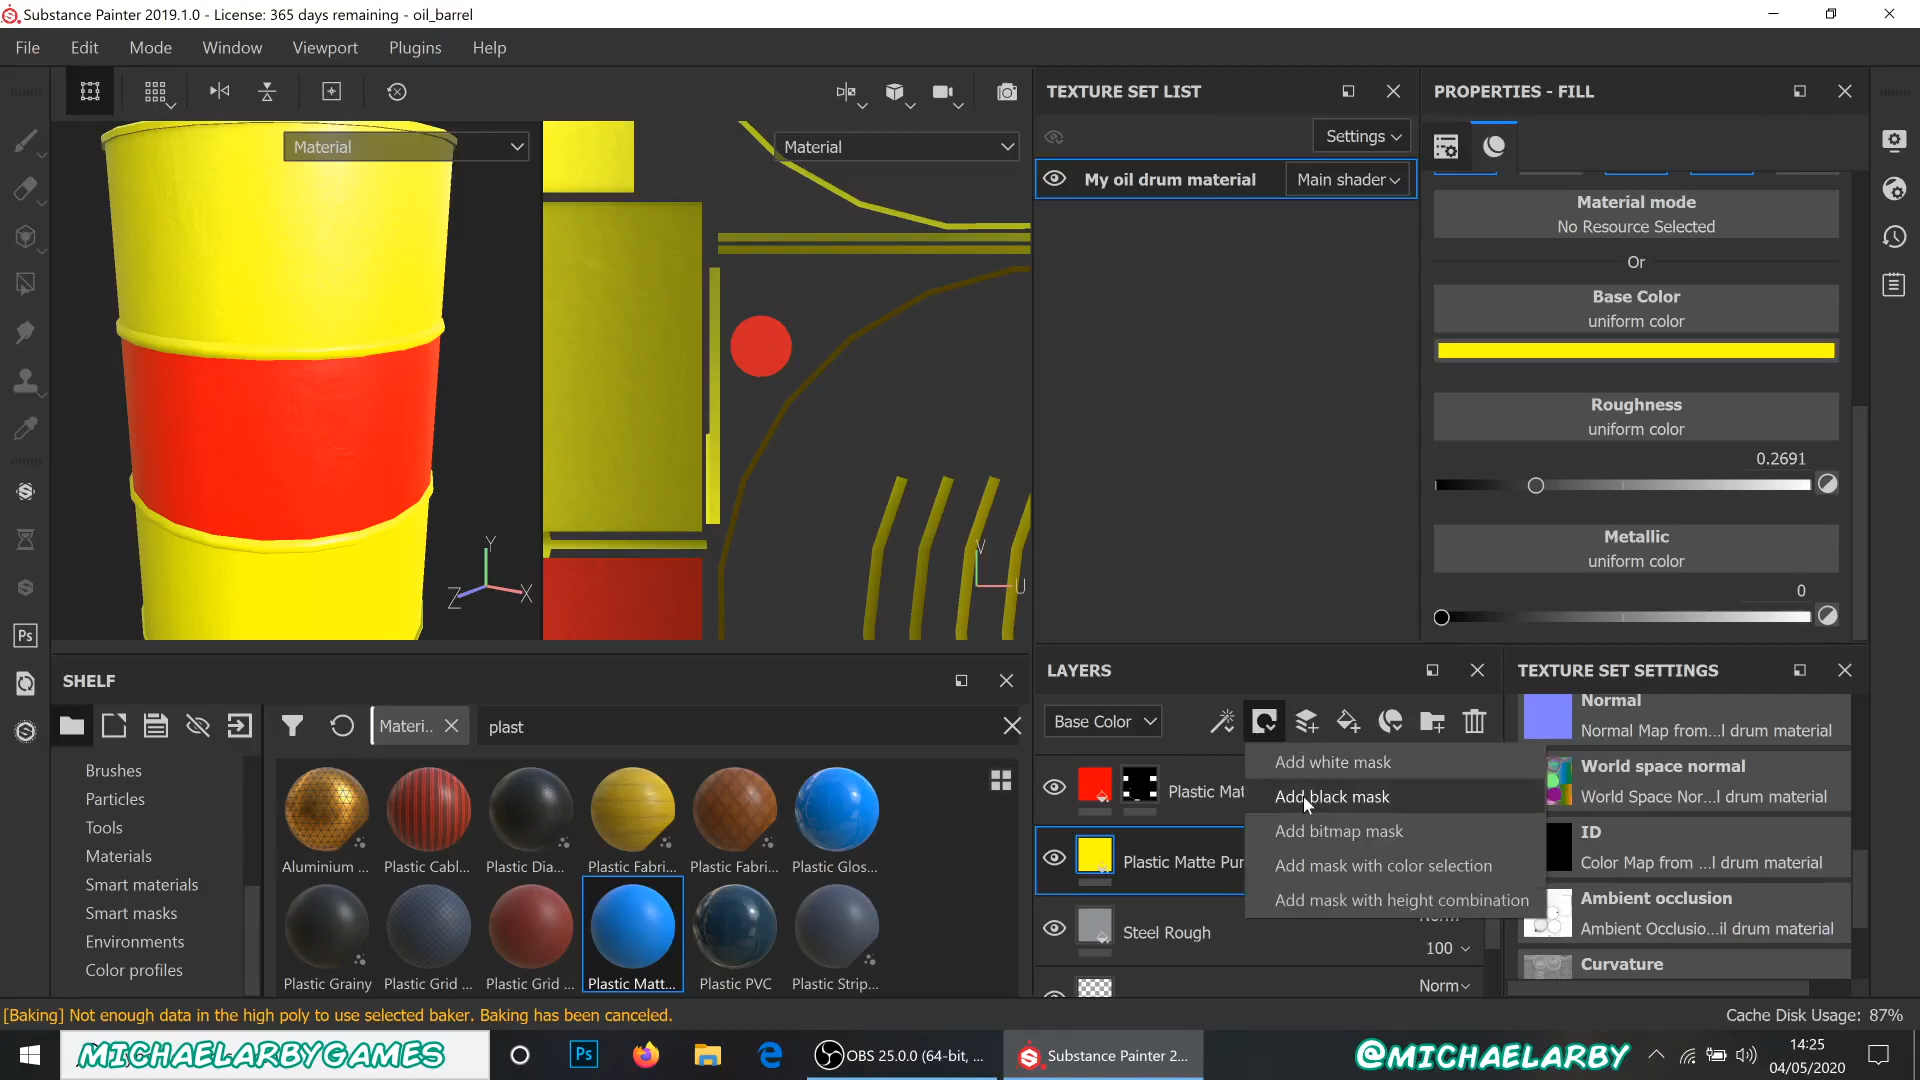 Substance Painter 2019.1.0 - License: 365 days remaining - oil_barrel
File Edit Mode Window Viewport Plugins Help
Material
Material
Y
Z
X
V
U
TEXTURE SET LIST
Settings
My oil drum material
Main shader
PROPERTIES - FILL
Material mode
No Resource Selected
Or
Base Color
uniform color
Roughness
uniform color
0.2691
Metallic
uniform color
0
SHELF
Materi..
plast
Brushes
Particles
Tools
Materials
Smart materials
Smart masks
Environments
Color profiles
Aluminium ...
Plastic Cabl...
Plastic Dia...
Plastic Fabri...
Plastic Fabri...
Plastic Glos...
Plastic Grainy
Plastic Grid ...
Plastic Grid ...
Plastic Matt...
Plastic PVC
Plastic Strip...
LAYERS
Base Color
Add white mask
Add black mask
Add bitmap mask
Add mask with color selection
Add mask with height combination
Plastic Mat
Plastic Matte Pur
Steel Rough
Norm
100
Norm
TEXTURE SET SETTINGS
Normal
Normal Map from...l drum material
World space normal
World Space Nor...l drum material
ID
Color Map from ...l drum material
Ambient occlusion
Ambient Occlusio...il drum material
Curvature
[Baking] Not enough data in the high poly to use selected baker. Baking has been canceled.
Cache Disk Usage: 87%
MICHAELARBYGAMES
Ps
Ps
OBS 25.0.0 (64-bit, ...
Substance Painter 2...
@MICHAELARBY
14:25
04/05/2020